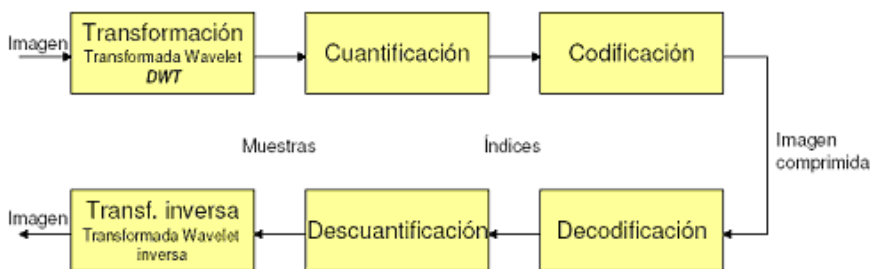 Imagen
Transformación
Transformada Wavelet
DWT
Cuantificación
Codificación
Muestras
Índices
Imagen
comprimida
Imagen
Transf. inversa
Transformada Wavelet
inversa
Descuantificación
Decodificación